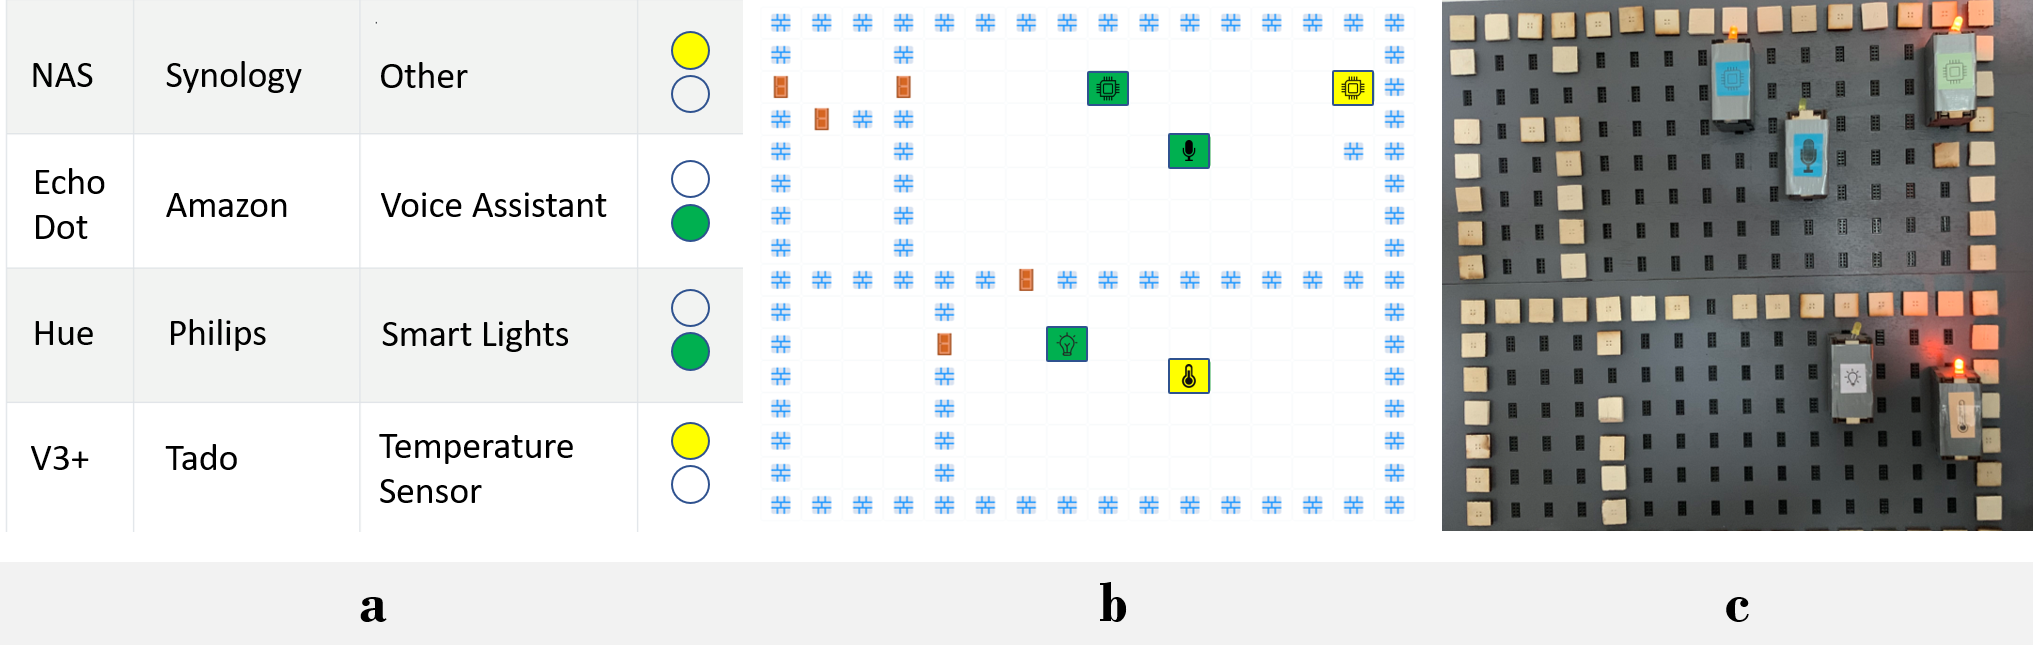 NAS Synology Other
Echo Dot Amazon Voice Assistant
Hue Philips Smart Lights
V3+ Tado Temperature Sensor
a b c